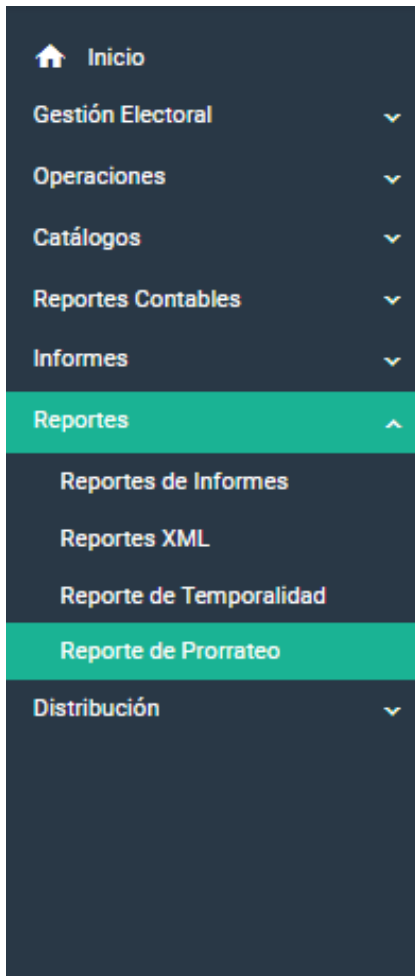 Inicio
Gestión Electoral
Operaciones
Catálogos
Reportes Contables
Informes
Reportes
Reportes de Informes
Reportes XML
Reporte de Temporalidad
Reporte de Prorrateo
Distribución